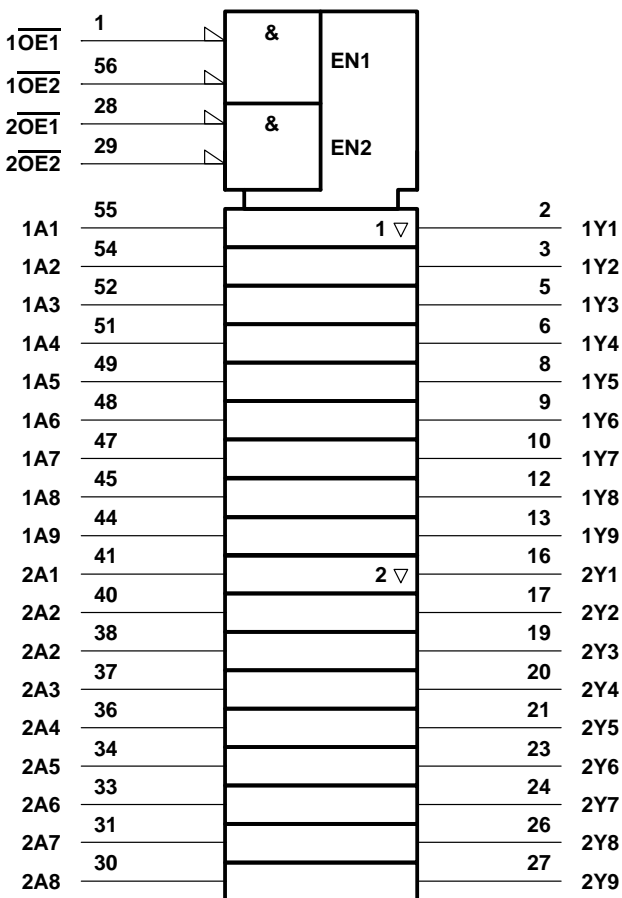 1OE1 1 & EN1
1OE2 56
2OE1 28 & EN2
2OE2 29
1A1 55 1 ▽ 2 1Y1
1A2 54 3 1Y2
1A3 52 5 1Y3
1A4 51 6 1Y4
1A5 49 8 1Y5
1A6 48 9 1Y6
1A7 47 10 1Y7
1A8 45 12 1Y8
1A9 44 13 1Y9
2A1 41 2 ▽ 16 2Y1
2A2 40 17 2Y2
2A2 38 19 2Y3
2A3 37 20 2Y4
2A4 36 21 2Y5
2A5 34 23 2Y6
2A6 33 24 2Y7
2A7 31 26 2Y8
2A8 30 27 2Y9